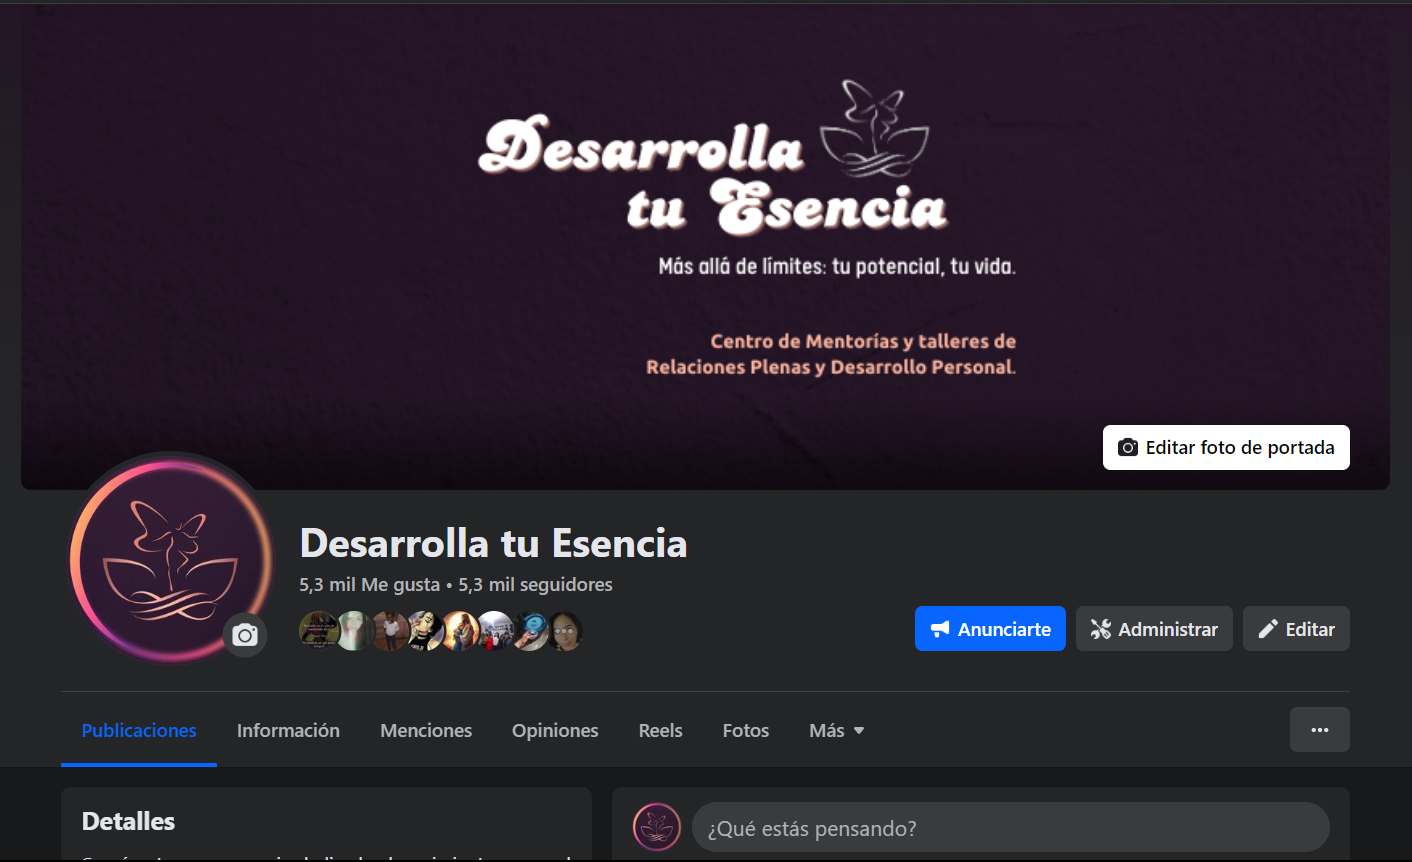 Desarrolla
tu Esencia
Más allá de límites: tu potencial, tu vida.
Centro de Mentorías y talleres de
Relaciones Plenas y Desarrollo Personal.
Editar foto de portada
Desarrolla tu Esencia
5,3 mil Me gusta • 5,3 mil seguidores
Anunciarte
Administrar
Editar
Publicaciones
Información
Menciones
Opiniones
Reels
Fotos
Más
Detalles
¿Qué estás pensando?